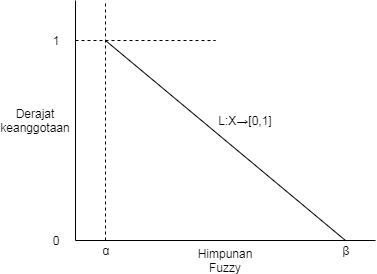 1
Derajat
keanggotaan
L:X→[0,1]
0
α
β
Himpunan
Fuzzy